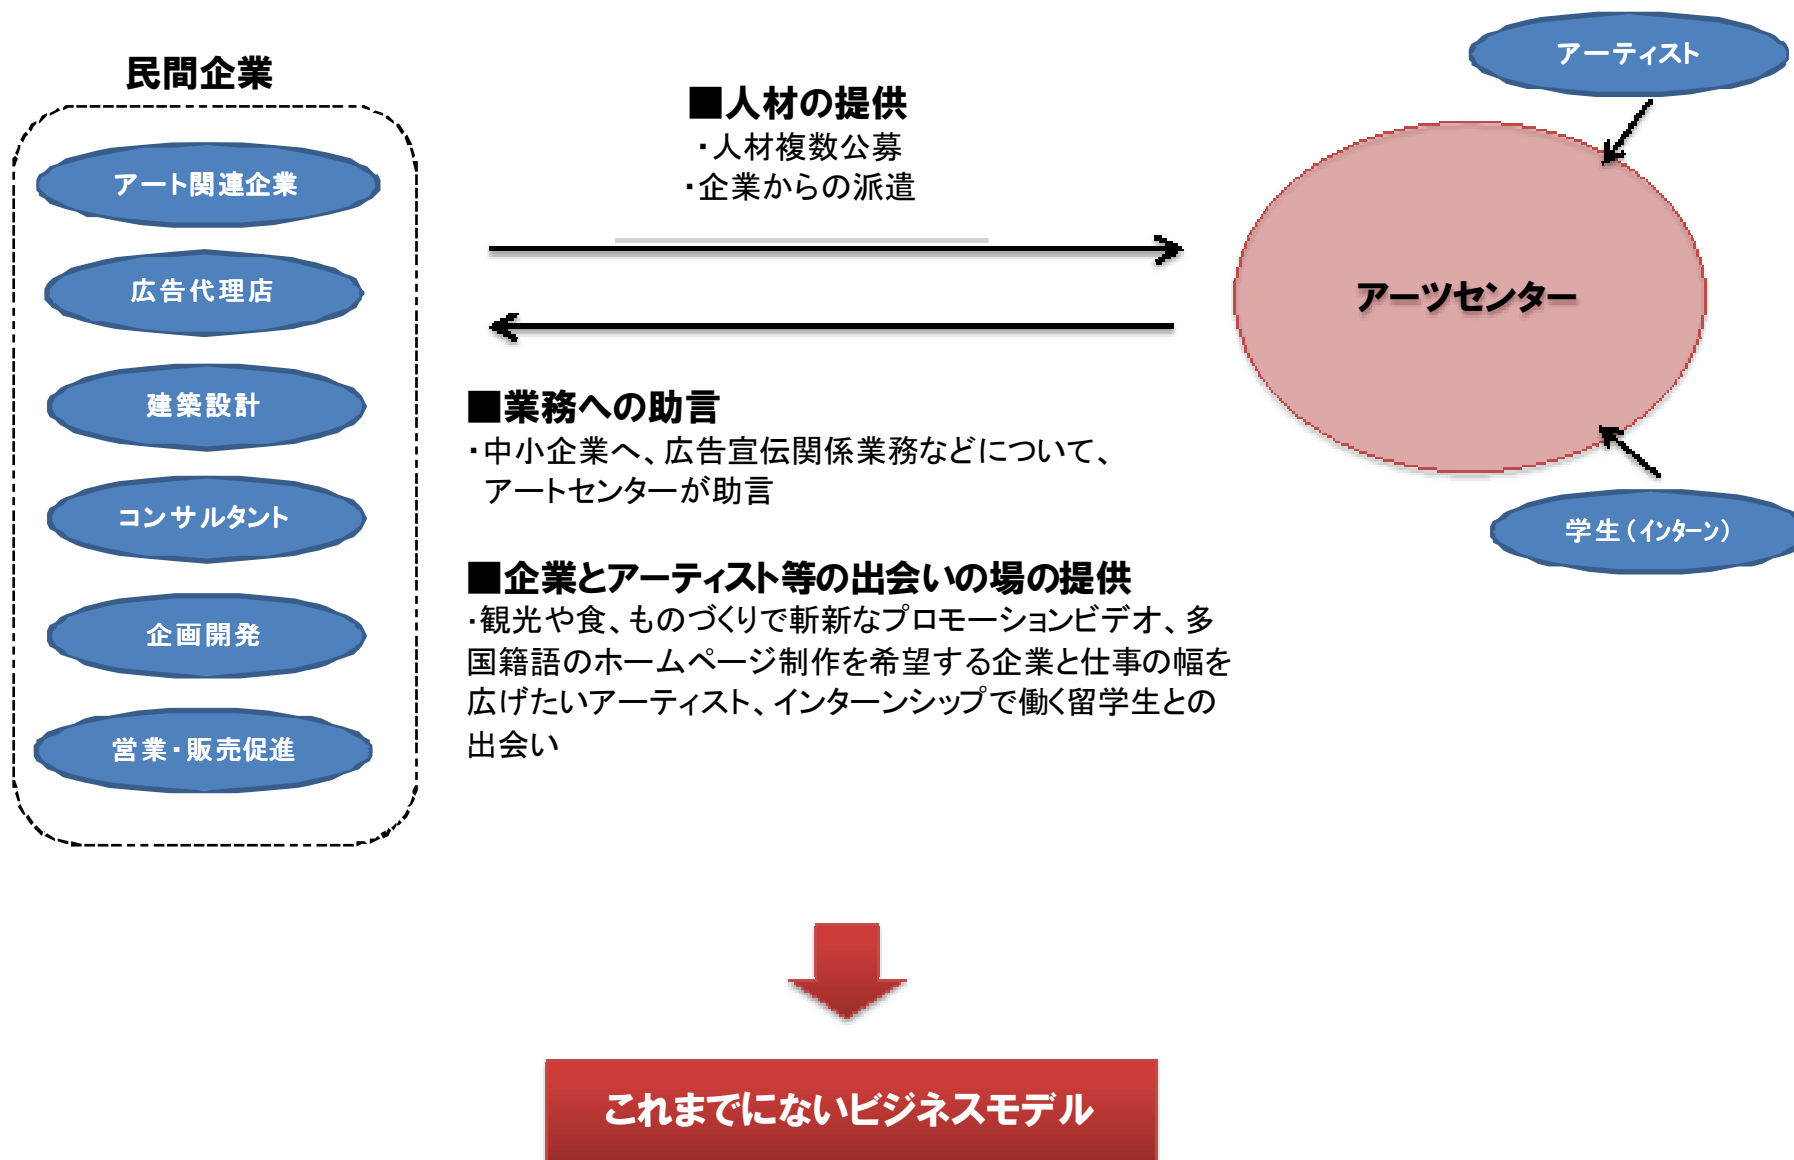 民間企業
アート関連企業
広告代理店
建築設計
コンサルタント
企画開発
営業・販売促進
■人材の提供
・人材複数公募
・企業からの派遣
■業務への助言
・中小企業へ、広告宣伝関係業務などについて、
アートセンターが助言
■企業とアーティスト等の出会いの場の提供
・観光や食、ものづくりで斬新なプロモーションビデオ、多
国籍語のホームページ制作を希望する企業と仕事の幅を
広げたいアーティスト、インターンシップで働く留学生との
出会い
アーティスト
アーツセンター
学生（インターン）
これまでにないビジネスモデル